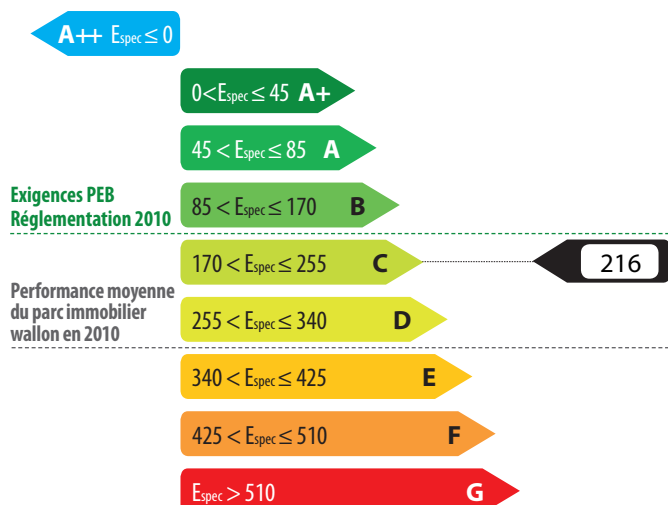 A++ Espec ≤ 0
0<Espec ≤ 45 A+
45 < Espec ≤ 85 A
Exigences PEB
Réglementation 2010
85 < Espec ≤ 170 B
170 < Espec ≤ 255 C
216
Performance moyenne
du parc immobilier
wallon en 2010
255 < Espec ≤ 340 D
340 < Espec ≤ 425 E
425 < Espec ≤ 510 F
Espec > 510 G